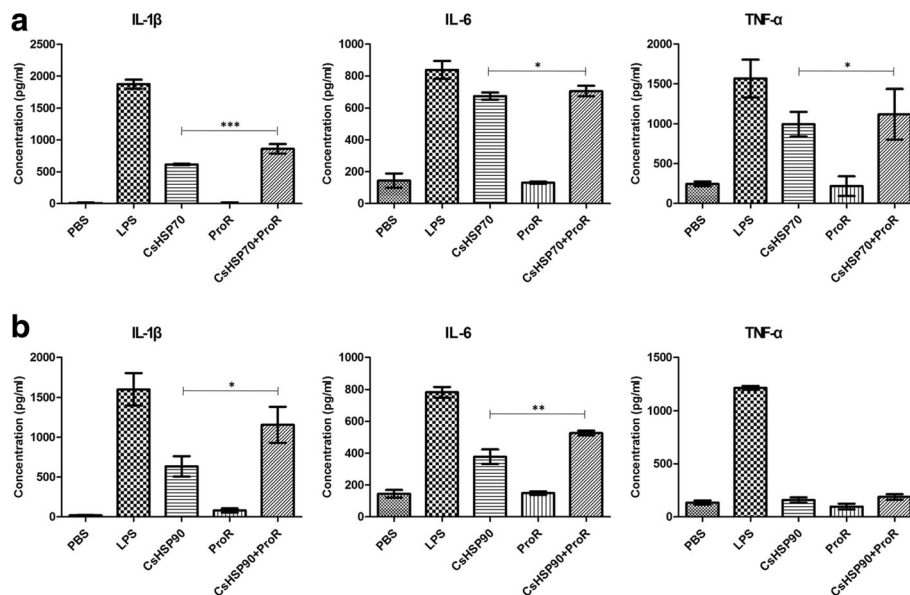 a
IL-1β
Concentration (pg/ml)
2500
2000
1500
1000
500
0
***
PBS
LPS
CsHSP70
ProR
CsHSP70+ProR
IL-6
Concentration (pg/ml)
1000
800
600
400
200
0
*
PBS
LPS
CsHSP70
ProR
CsHSP70+ProR
TNF-α
Concentration (pg/ml)
2000
1500
1000
500
0
*
PBS
LPS
CsHSP70
ProR
CsHSP70+ProR
b
IL-1β
Concentration (pg/ml)
2000
1500
1000
500
0
*
PBS
LPS
CsHSP90
ProR
CsHSP90+ProR
IL-6
Concentration (pg/ml)
1000
800
600
400
200
0
**
PBS
LPS
CsHSP90
ProR
CsHSP90+ProR
TNF-α
Concentration (pg/ml)
1500
1000
500
0
PBS
LPS
CsHSP90
ProR
CsHSP90+ProR